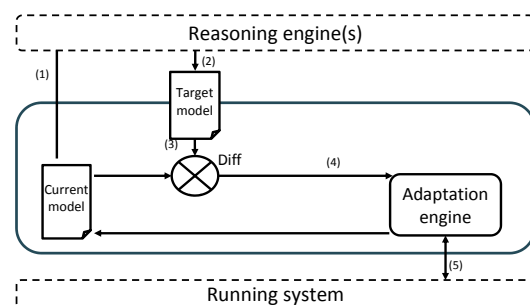 Reasoning engine(s)
(1)
(2)
Target
model
(3)
Diff
(4)
Current
model
Adaptation
engine
(5)
Running system